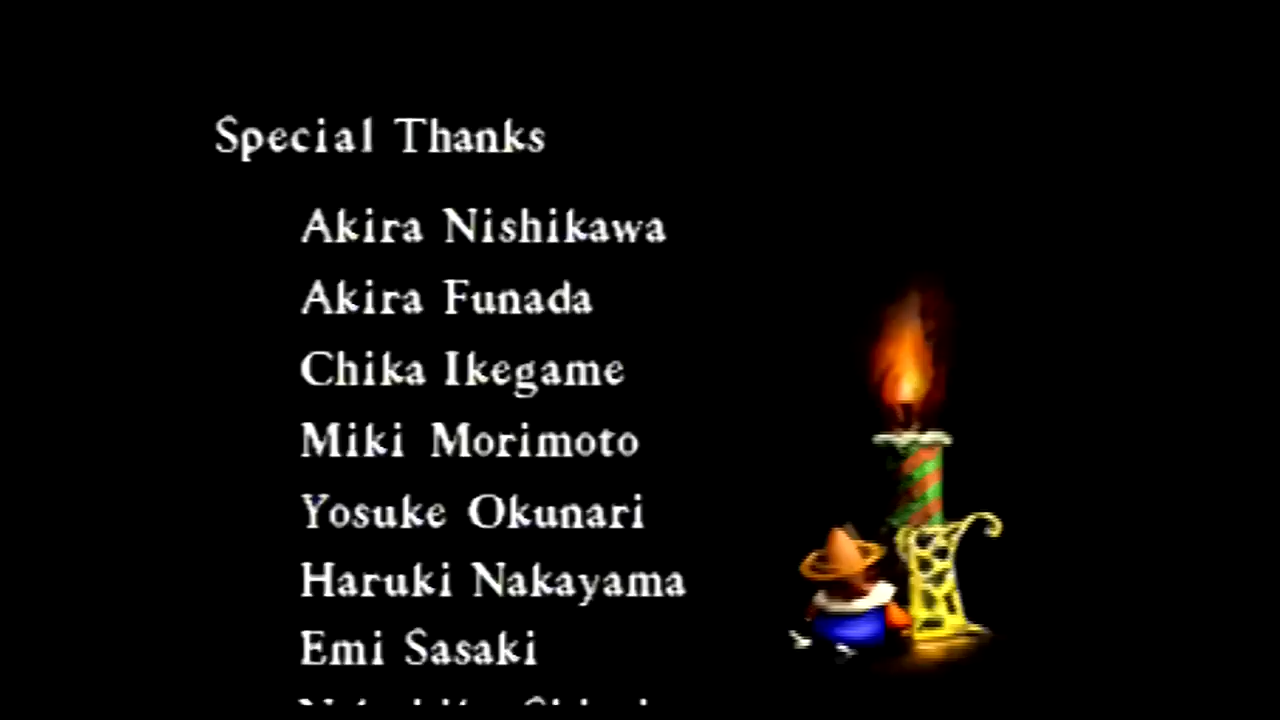 Special Thanks
Akira Nishikawa
Akira Funada
Chika Ikegame
Miki Morimoto
Yosuke Okunari
Haruki Nakayama
Emi Sasaki